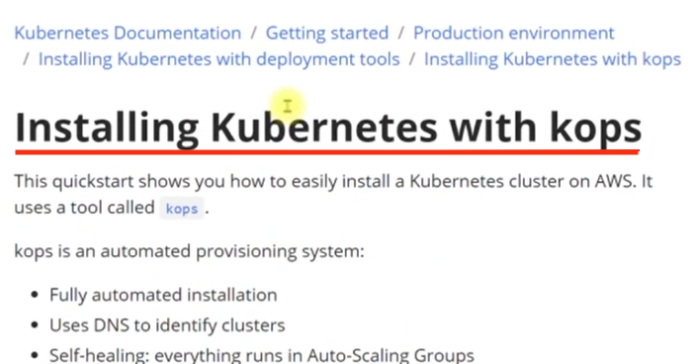 Kubernetes Documentation / Getting started / Production environment
/ Installing Kubernetes with deployment tools / Installing Kubernetes with kops
Installing Kubernetes with kops
This quickstart shows you how to easily install a Kubernetes cluster on AWS. It
uses a tool called kops .
kops is an automated provisioning system:
• Fully automated installation
• Uses DNS to identify clusters
• Self-healing: everything runs in Auto-Scaling Groups